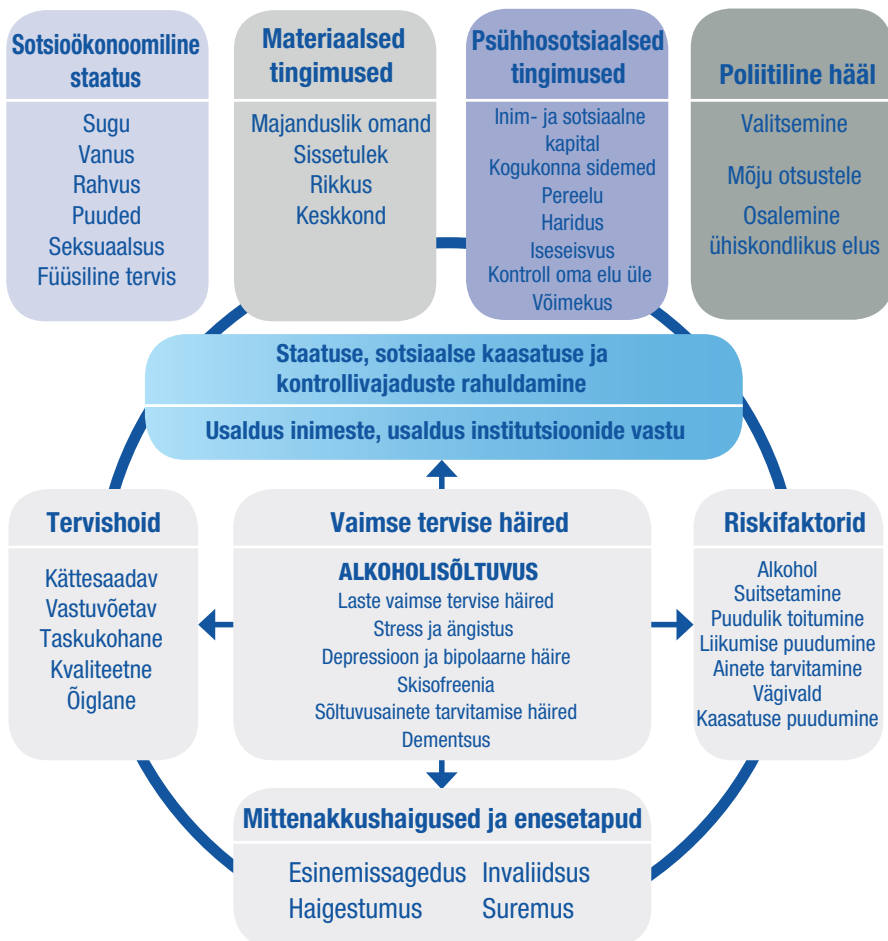 Sotsioökonoomiline
staatus
Sugu
Vanus
Rahvus
Puuded
Seksuaalsus
Füüsiline tervis
Materiaalsed
tingimused
Majanduslik omand
Sissetulek
Rikkus
Keskkond
Psühhosotsiaalsed
tingimused
Inim- ja sotsiaalne
kapital
Kogukonna sidemed
Pereelu
Haridus
Iseseisvus
Kontroll oma elu üle
Võimekus
Poliitiline hääl
Valitsemine
Mõju otsustele
Osalemine
ühiskondlikus elus
Staatuse, sotsiaalse kaasatuse ja
kontrollivajaduste rahuldamine
Usaldus inimeste, usaldus institutsioonide vastu
Tervishoid
Kättesaadav
Vastuvõetav
Taskukohane
Kvaliteetne
Õiglane
Vaimse tervise häired
ALKOHOLISÕLTUVUS
Laste vaimse tervise häired
Stress ja ängistus
Depressioon ja bipolaarne häire
Skisofreenia
Sõltuvusainete tarvitamise häired
Dementsus
Riskifaktorid
Alkohol
Suitsetamine
Puudulik toitumine
Liikumise puudumine
Ainete tarvitamine
Vägivald
Kaasatuse puudumine
Mittenakkushaigused ja enesetapud
Esinemissagedus Invaliidsus
Haigestumus Suremus